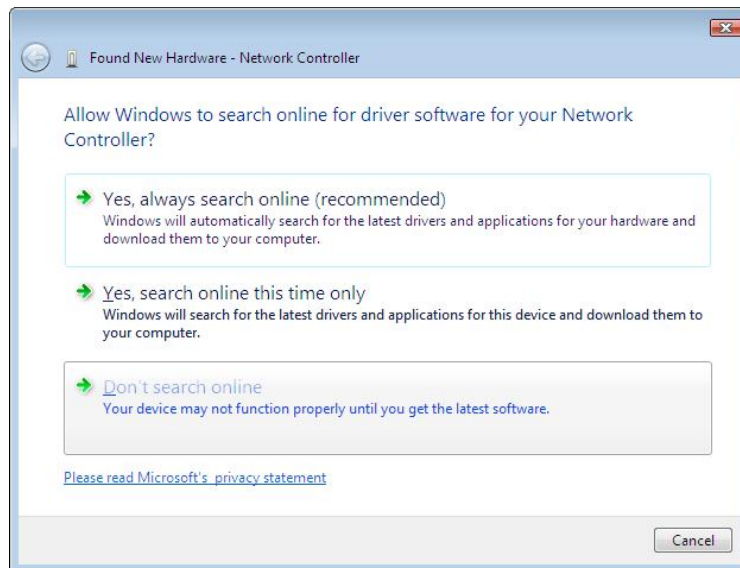 Found New Hardware - Network Controller
Allow Windows to search online for driver software for your Network
Controller?
Yes, always search online (recommended)
Windows will automatically search for the latest drivers and applications for your hardware and
download them to your computer.
Yes, search online this time only
Windows will search for the latest drivers and applications for this device and download them to
your computer.
Don't search online
Your device may not function properly until you get the latest software.
Please read Microsoft's privacy statement
Cancel